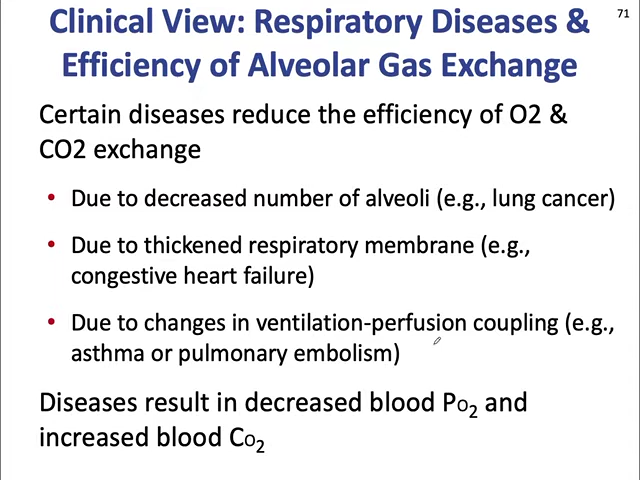 Clinical View: Respiratory Diseases &
71
Efficiency of Alveolar Gas Exchange
Certain diseases reduce the efficiency of O2 &
CO2 exchange
• Due to decreased number of alveoli (e.g., lung cancer)
• Due to thickened respiratory membrane (e.g.,
congestive heart failure)
• Due to changes in ventilation-perfusion coupling (e.g.,
asthma or pulmonary embolism)
Diseases result in decreased blood Po₂ and
increased blood Co₂